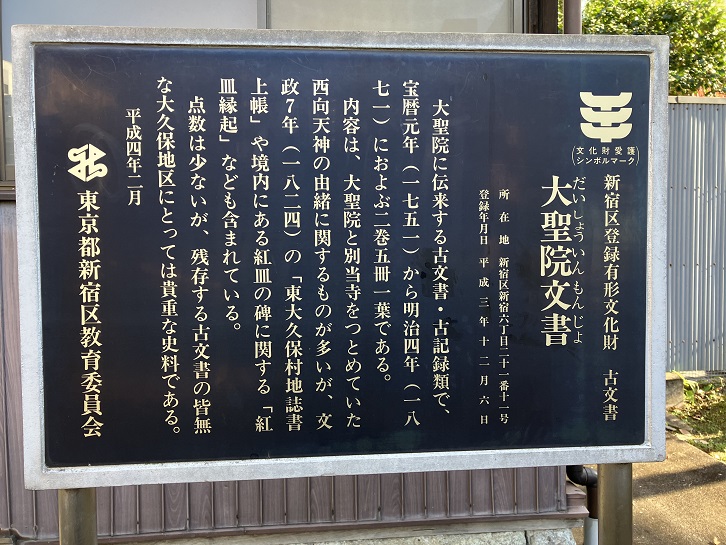 文化財愛護
シンボルマーク
新宿区登録有形文化財　古文書
だいしょういんもんじょ
大聖院文書
所在地　新宿区新宿六丁目二十一番十一号
登録年月日　平成三年十二月六日
大聖院に伝来する古文書・古記録類で、
宝暦元年（一七五一）から明治四年（一八
七一）におよぶ二巻五冊一葉である。
内容は、大聖院と別当寺をつとめていた
西向天神の由緒に関するものが多いが、文
政７年（一八二四）の「東大久保村地誌書
上帳」や境内にある紅皿の碑に関する「紅
皿縁起」なども含まれている。
点数は少ないが、残存する古文書の皆無
な大久保地区にとっては貴重な史料である。
平成四年二月
東京都新宿区教育委員会